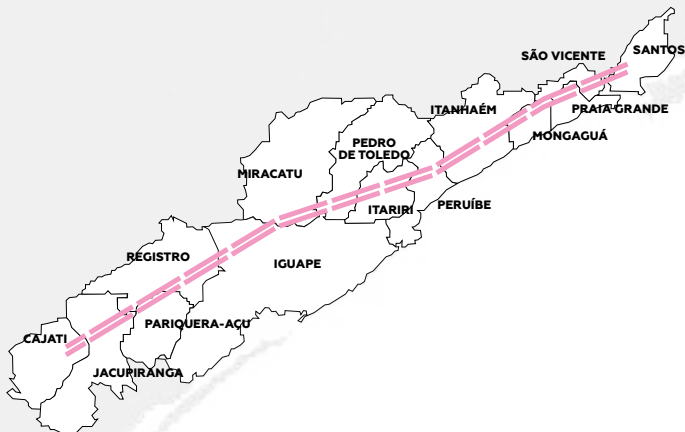 SANTOS
SÃO VICENTE
PRAIA GRANDE
ITANHAÉM
MONGAGUÁ
PEDRO
DE TOLEDO
MIRACATU
ITARIRI
PERUÍBE
REGISTRO
IGUAPE
PARIQUERA-AÇU
CAJATI
JACUPIRANGA